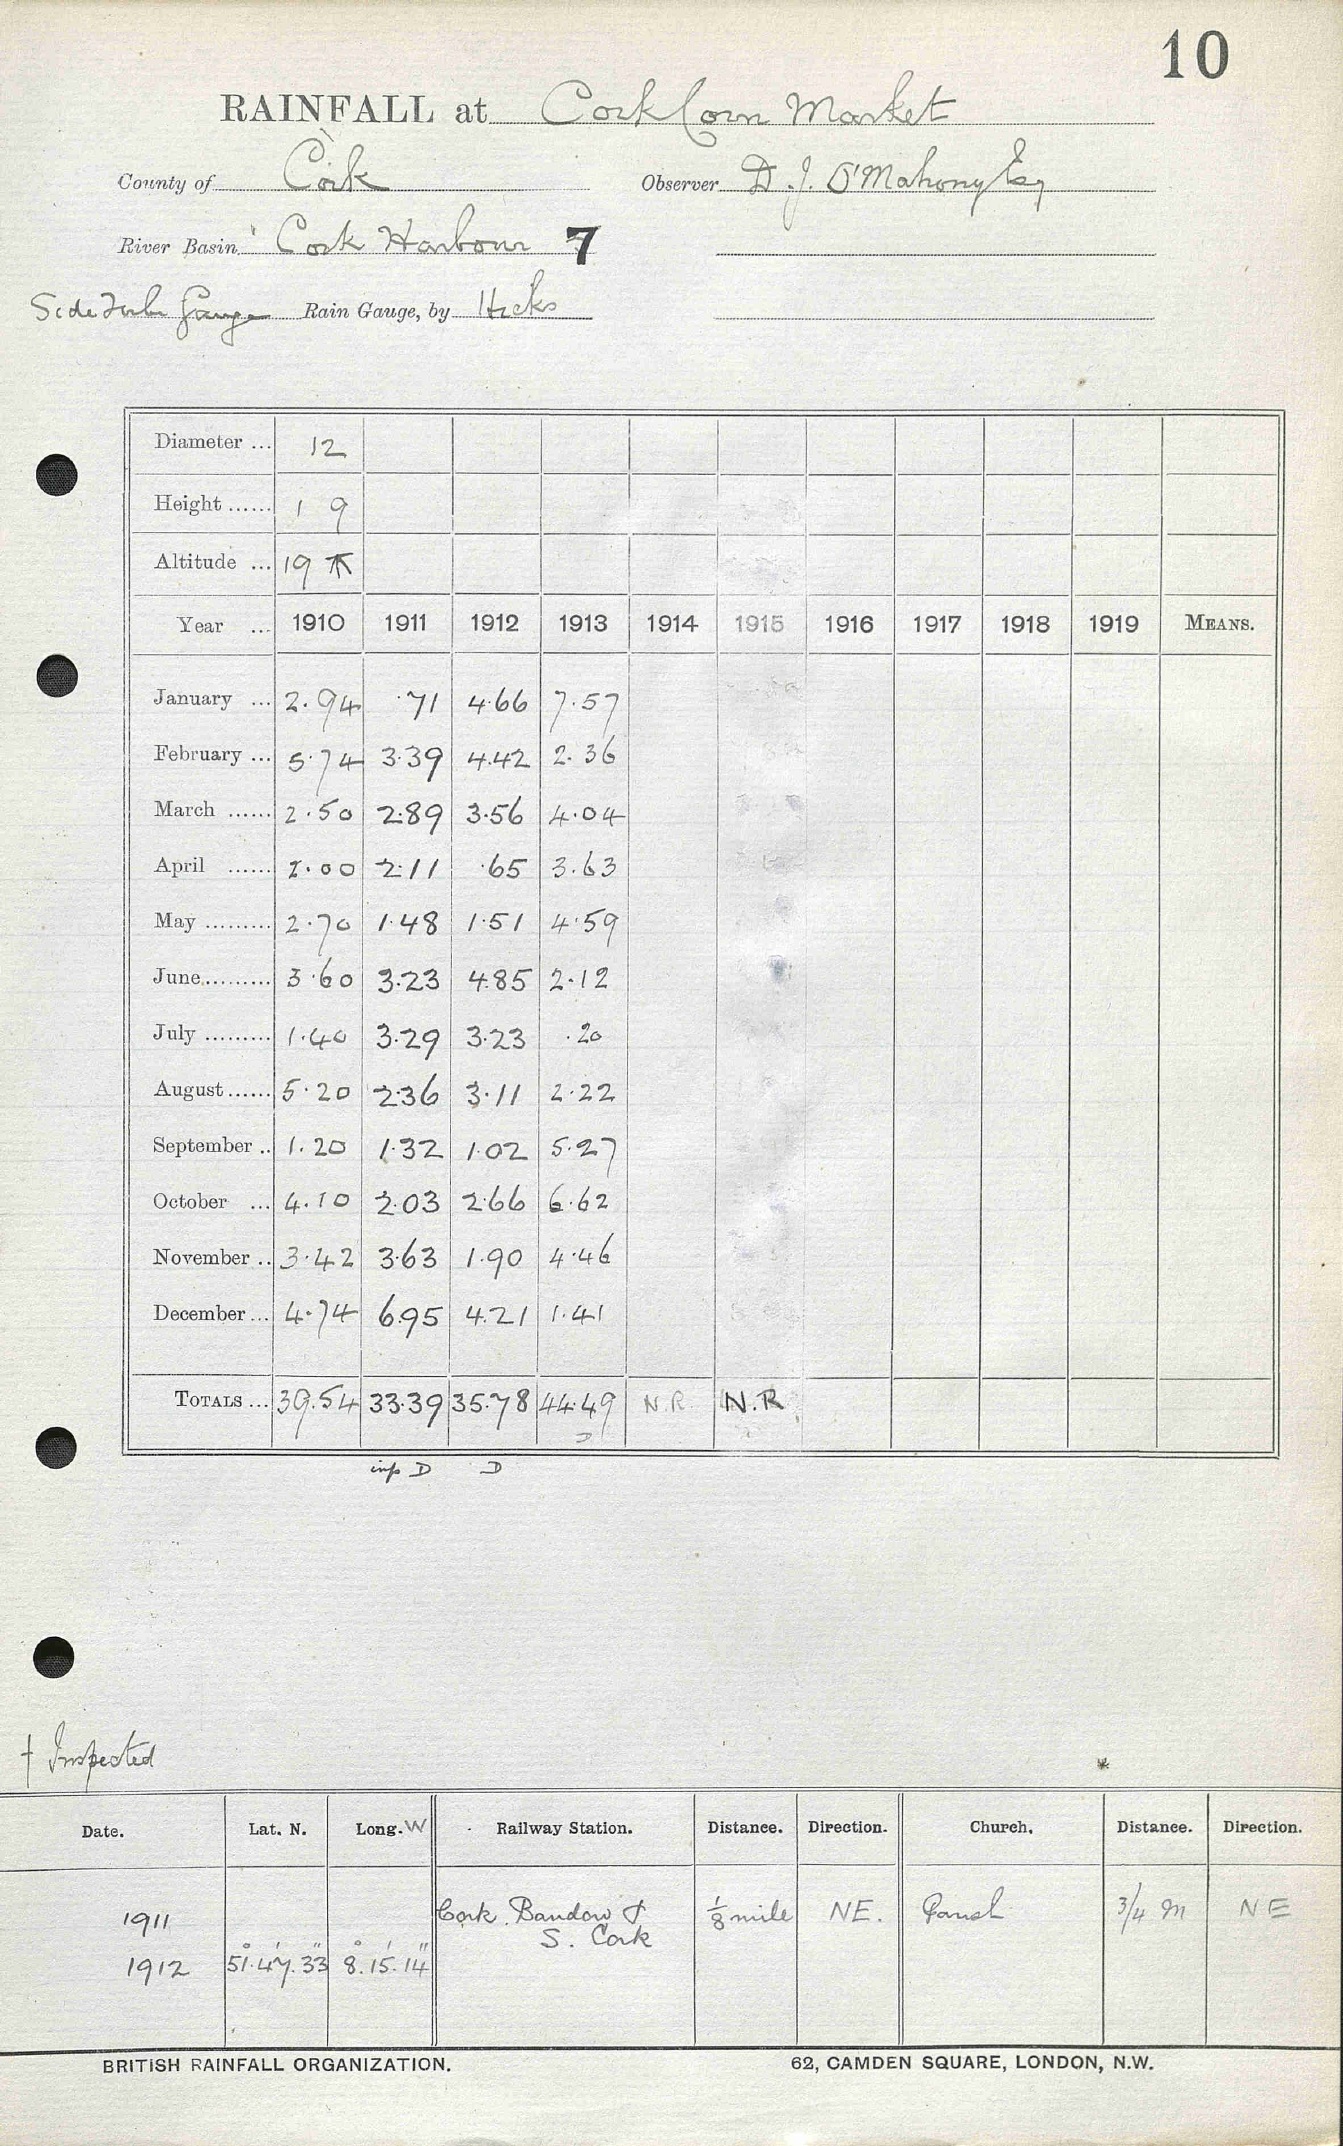 10
RAINFALL at Cork Corn Market
County of Cork Observer D. J. O'Mahony Esq
River Basin Cork Harbour 7
Side Tube Gauge Rain Gauge, by Hicks
Diameter ... 12
Height ...... 1 9
Altitude ... 19
Year ... 1910 1911 1912 1913 1914 1915 1916 1917 1918 1919 MEANS.
January ... 2.94 .71 4.66 7.57
February ... 5.74 3.39 4.42 2.36
March ...... 2.50 2.89 3.56 4.04
April ...... 2.00 2.11 .65 3.63
May ......... 2.70 1.48 1.51 4.59
June......... 3.60 3.23 4.85 2.12
July ......... 1.40 3.29 3.23 .20
August...... 5.20 2.36 3.11 2.22
September .. 1.20 1.32 1.02 5.27
October ... 4.10 2.03 2.66 6.62
November .. 3.42 3.63 1.90 4.46
December ... 4.74 6.95 4.21 1.41
TOTALS ... 39.54 33.39 35.78 44.49 N.R. N.R.
D
inp D D
† Inspected
Date. Lat. N. Long. W Railway Station. Distance. Direction. Church. Distance. Direction.
1911 Cork Bandon & 1/8 mile NE. Parish 3/4 m NE
S. Cork
1912 51°.47'.33" 8°.15'.14"
BRITISH RAINFALL ORGANIZATION. 62, CAMDEN SQUARE, LONDON, N.W.